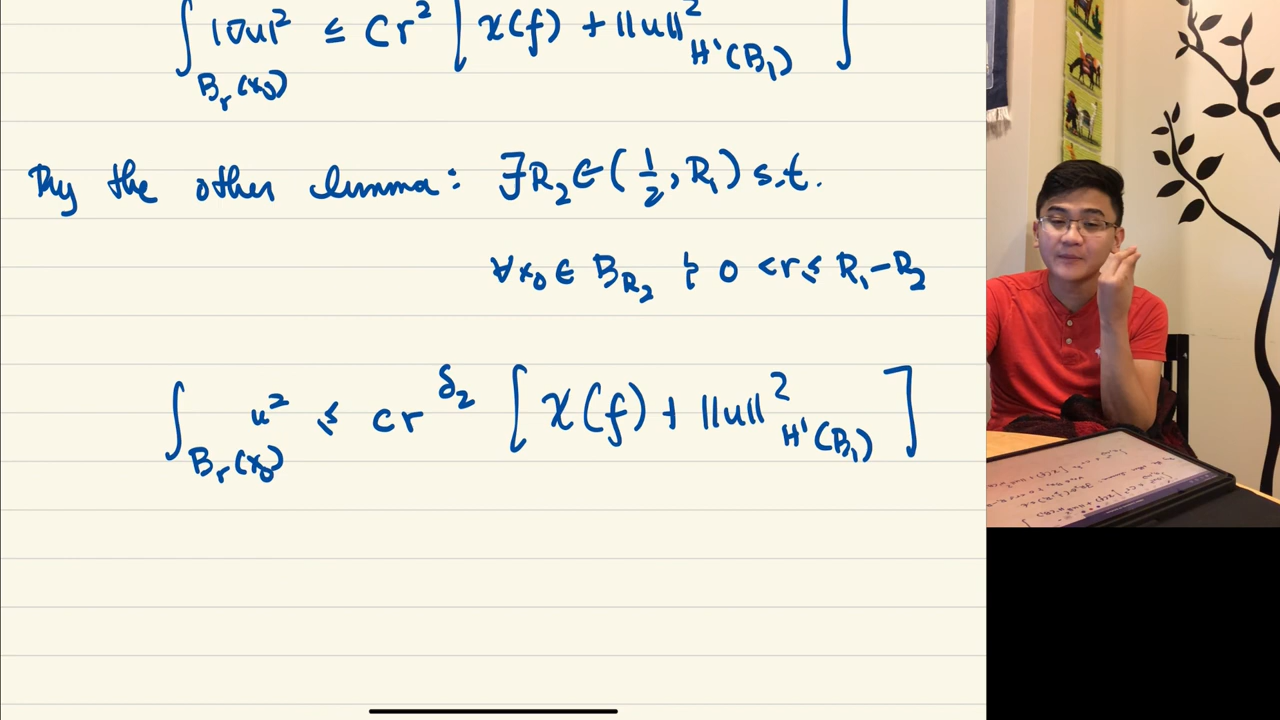 ∫_{B_r(x_0)} |∇u|² ≤ Cr² [ χ(f) + ||u||²_{H¹(B_1)} ]
Try the other lemma: ∃R_2 ∈ (1/2, R_1) s.t.
∀x_0 ∈ B_{R_2} & 0 < r ≤ R_1 - R_2
∫_{B_r(x_0)} u² ≤ cr^{δ_2} [ χ(f) + ||u||²_{H¹(B_1)} ]